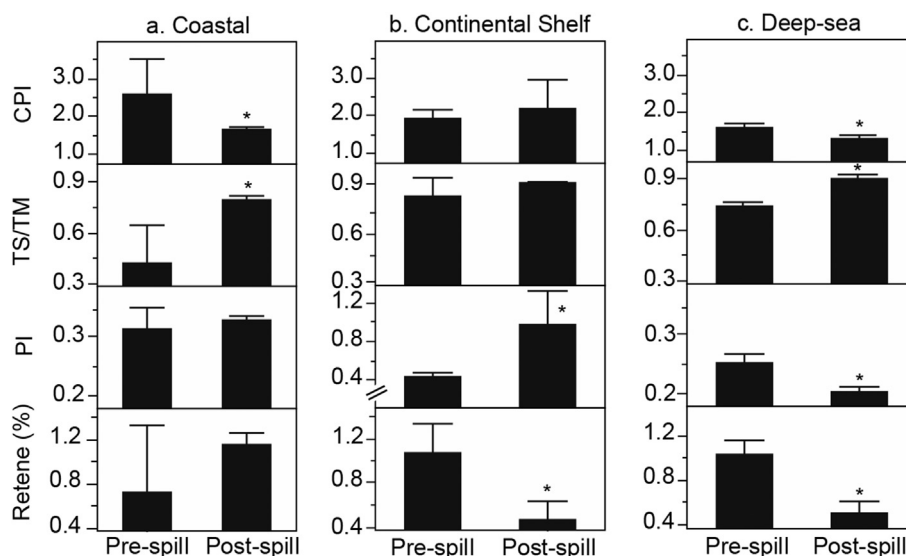 a. Coastal b. Continental Shelf c. Deep-sea
CPI
3.0 3.0 3.0
2.0 2.0 2.0
1.0 1.0 1.0
* *
TS/TM
0.9 0.9 0.9
0.6 0.6 0.6
0.3 0.3 0.3
* *
PI
0.3 1.2 0.3
0.2 0.4 0.2
* *
Retene (%)
1.2 1.2 1.2
0.8 0.8 0.8
0.4 0.4 0.4
* *
Pre-spill Post-spill Pre-spill Post-spill Pre-spill Post-spill